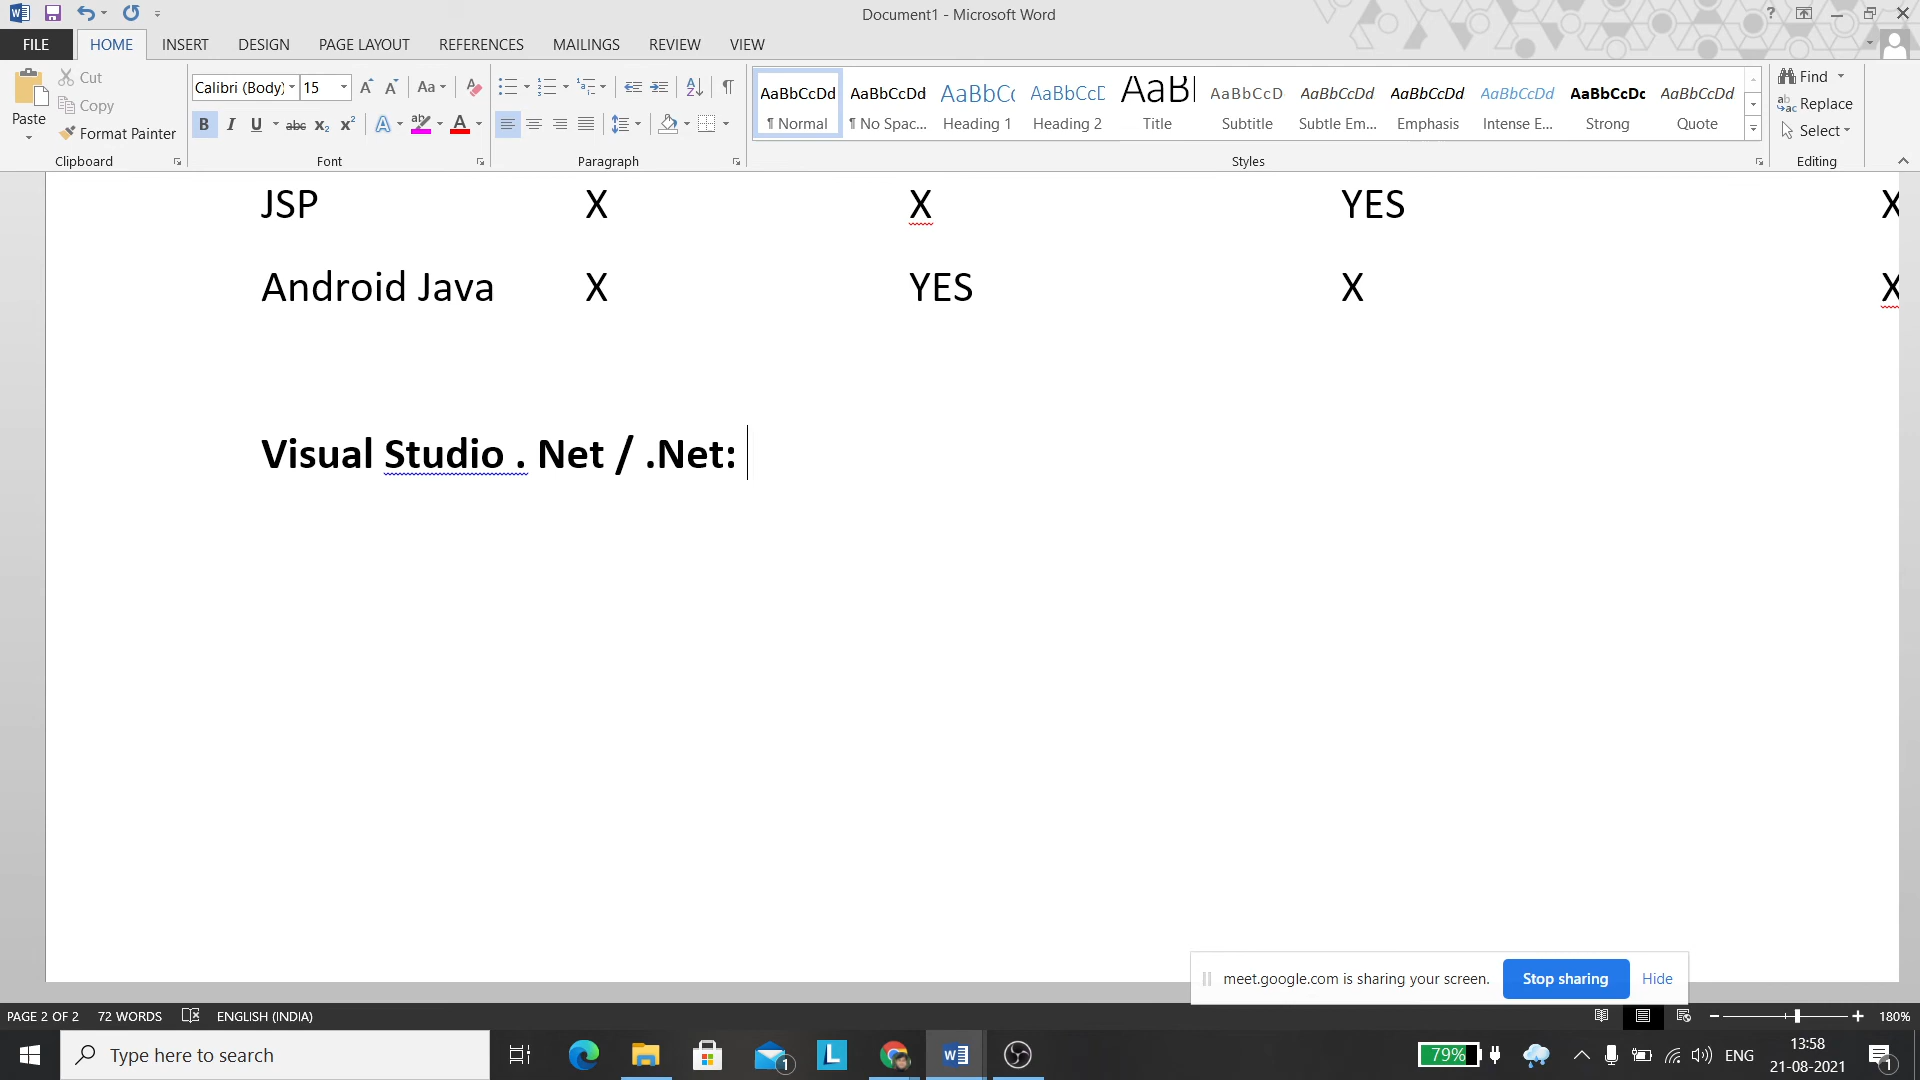 Document1 - Microsoft Word
FILE HOME INSERT DESIGN PAGE LAYOUT REFERENCES MAILINGS REVIEW VIEW
Paste
Cut
Copy
Format Painter
Clipboard
Calibri (Body) 15
Font
Paragraph
AaBbCcDd AaBbCcDd AaBbCc AaBbCcD AaBl AaBbCcD AaBbCcDd AaBbCcDd AaBbCcDd AaBbCcDc AaBbCcDd
¶ Normal ¶ No Spac... Heading 1 Heading 2 Title Subtitle Subtle Em... Emphasis Intense E... Strong Quote
Styles
Find
Replace
Select
Editing
JSP X X YES X
Android Java X YES X X
Visual Studio . Net / .Net:
meet.google.com is sharing your screen. Stop sharing Hide
PAGE 2 OF 2 72 WORDS ENGLISH (INDIA) 180%
Type here to search
79% ENG 13:58
21-08-2021